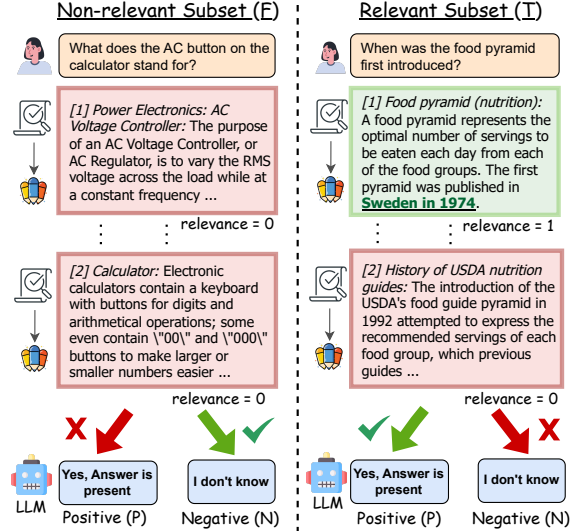 Non-relevant Subset (F)
What does the AC button on the
calculator stand for?
[1] Power Electronics: AC
Voltage Controller: The purpose
of an AC Voltage Controller, or
AC Regulator, is to vary the RMS
voltage across the load while at
a constant frequency ...
relevance = 0
[2] Calculator: Electronic
calculators contain a keyboard
with buttons for digits and
arithmetical operations; some
even contain \"00\" and \"000\"
buttons to make larger or
smaller numbers easier ...
relevance = 0
LLM
Yes, Answer is
present
Positive (P)
I don't know
Negative (N)
Relevant Subset (T)
When was the food pyramid
first introduced?
[1] Food pyramid (nutrition):
A food pyramid represents the
optimal number of servings to
be eaten each day from each
of the food groups. The first
pyramid was published in
Sweden in 1974.
relevance = 1
[2] History of USDA nutrition
guides: The introduction of the
USDA's food guide pyramid in
1992 attempted to express the
recommended servings of each
food group, which previous
guides ...
relevance = 0
LLM
Yes, Answer is
present
Positive (P)
I don't know
Negative (N)